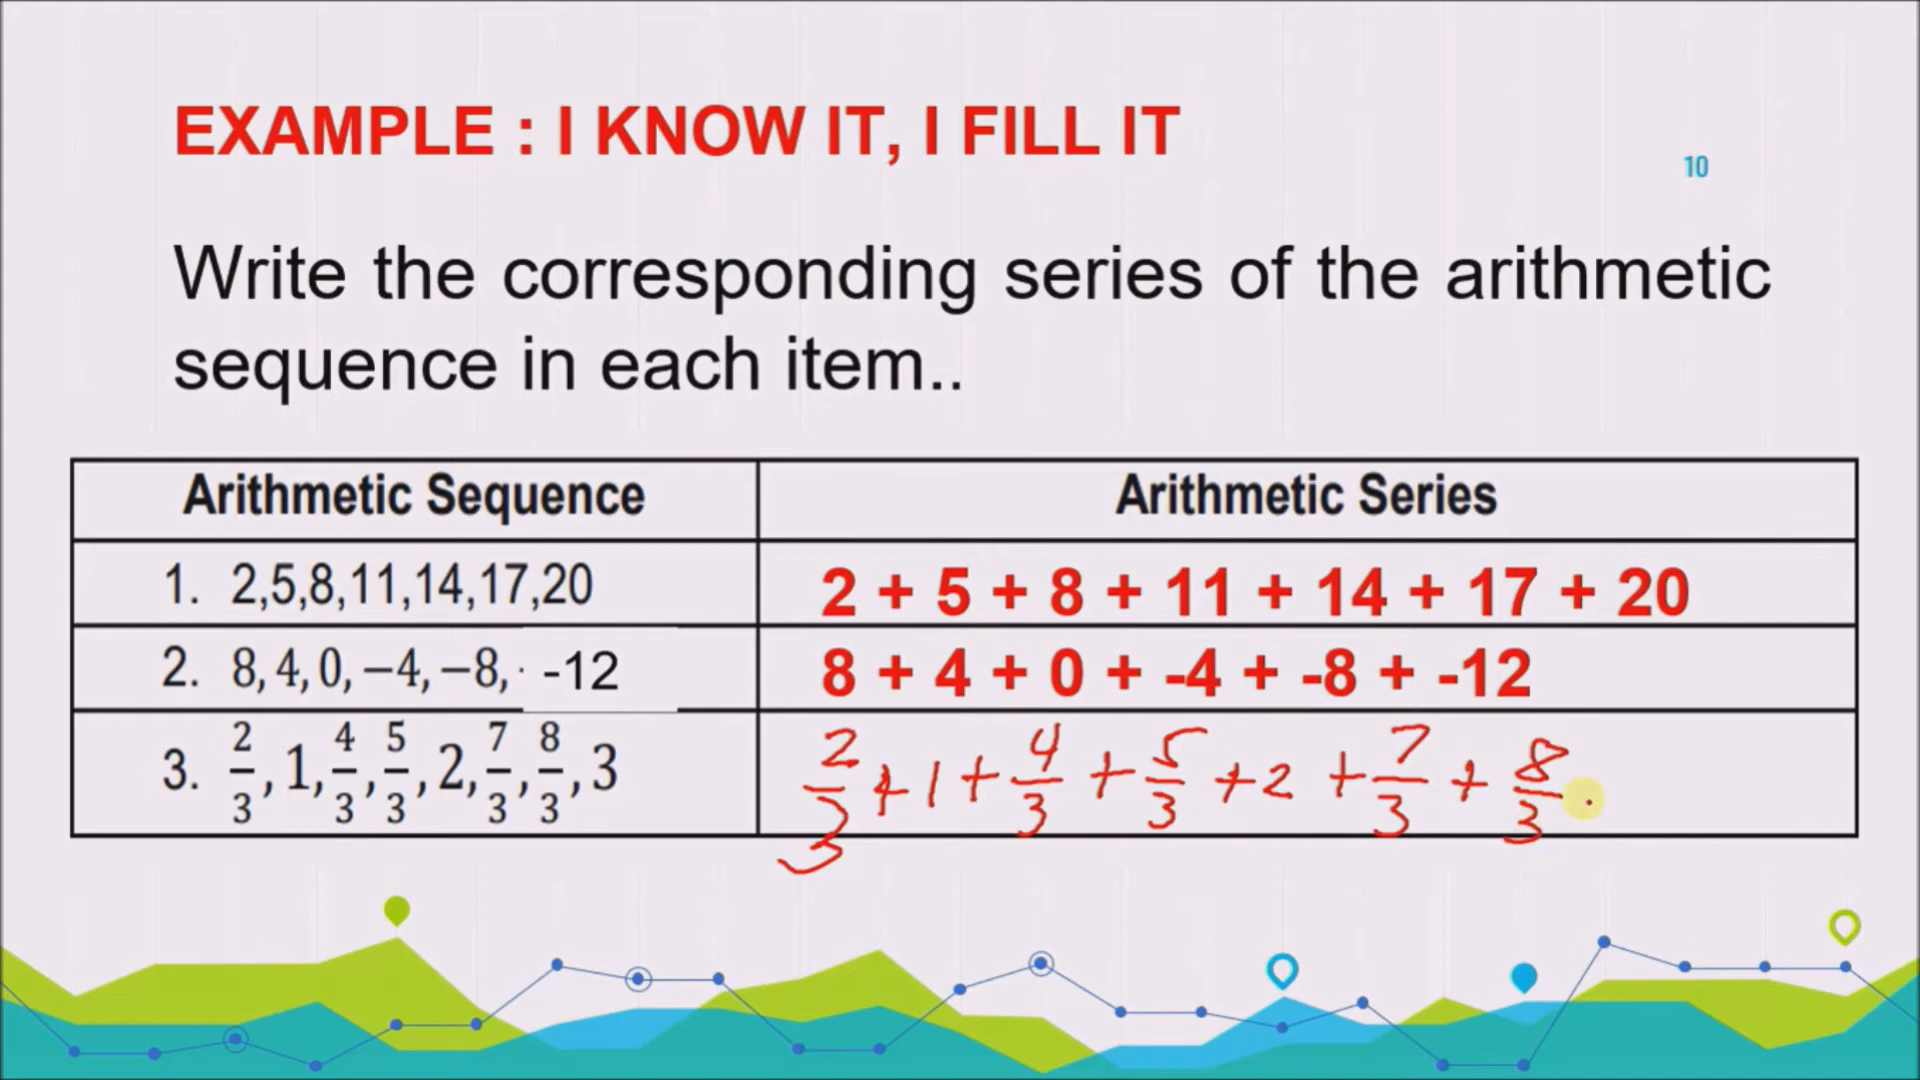 EXAMPLE : I KNOW IT, I FILL IT
10
Write the corresponding series of the arithmetic
sequence in each item..
Arithmetic Sequence
Arithmetic Series
1. 2,5,8,11,14,17,20
2 + 5 + 8 + 11 + 14 + 17 + 20
2. 8, 4, 0, −4, −8, -12
8 + 4 + 0 + -4 + -8 + -12
3. 2/3, 1, 4/3, 5/3, 2, 7/3, 8/3, 3
2/3 + 1 + 4/3 + 5/3 + 2 + 7/3 + 8/3